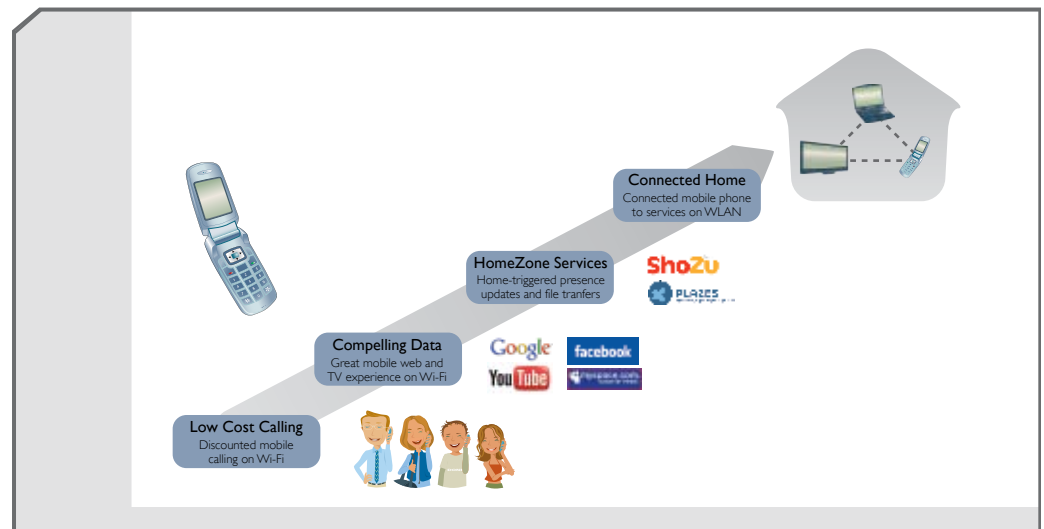 Connected Home
Connected mobile phone
to services on WLAN
HomeZone Services
Home-triggered presence
updates and file tranfers
ShoZu
PLAZES
Compelling Data
Great mobile web and
TV experience on Wi-Fi
Google facebook
YouTube myspace.com
Low Cost Calling
Discounted mobile
calling on Wi-Fi